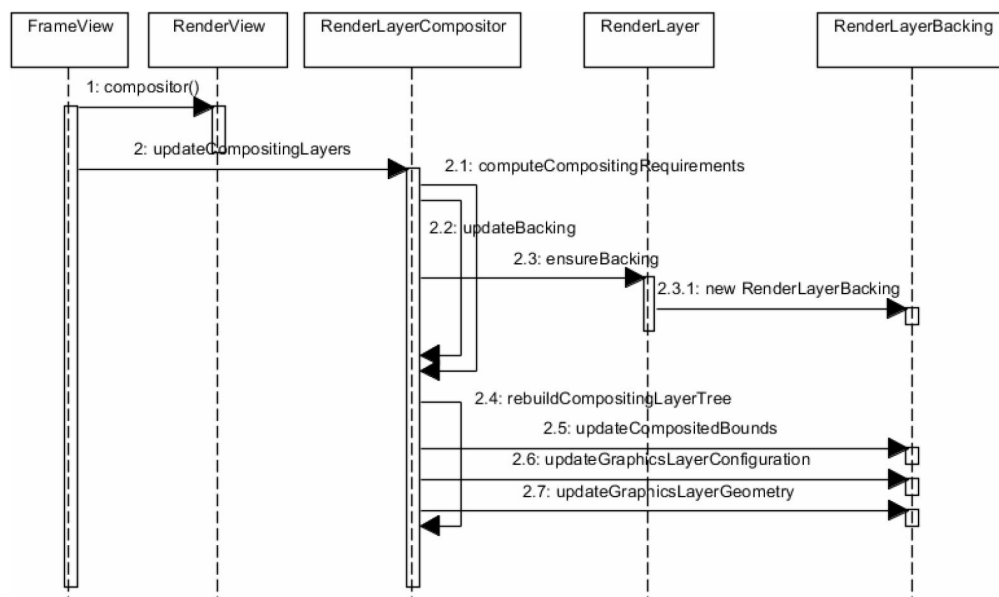 FrameView
RenderView
RenderLayerCompositor
RenderLayer
RenderLayerBacking
1: compositor()
2: updateCompositingLayers
2.1: computeCompositingRequirements
2.2: updateBacking
2.3: ensureBacking
2.3.1: new RenderLayerBacking
2.4: rebuildCompositingLayerTree
2.5: updateCompositedBounds
2.6: updateGraphicsLayerConfiguration
2.7: updateGraphicsLayerGeometry